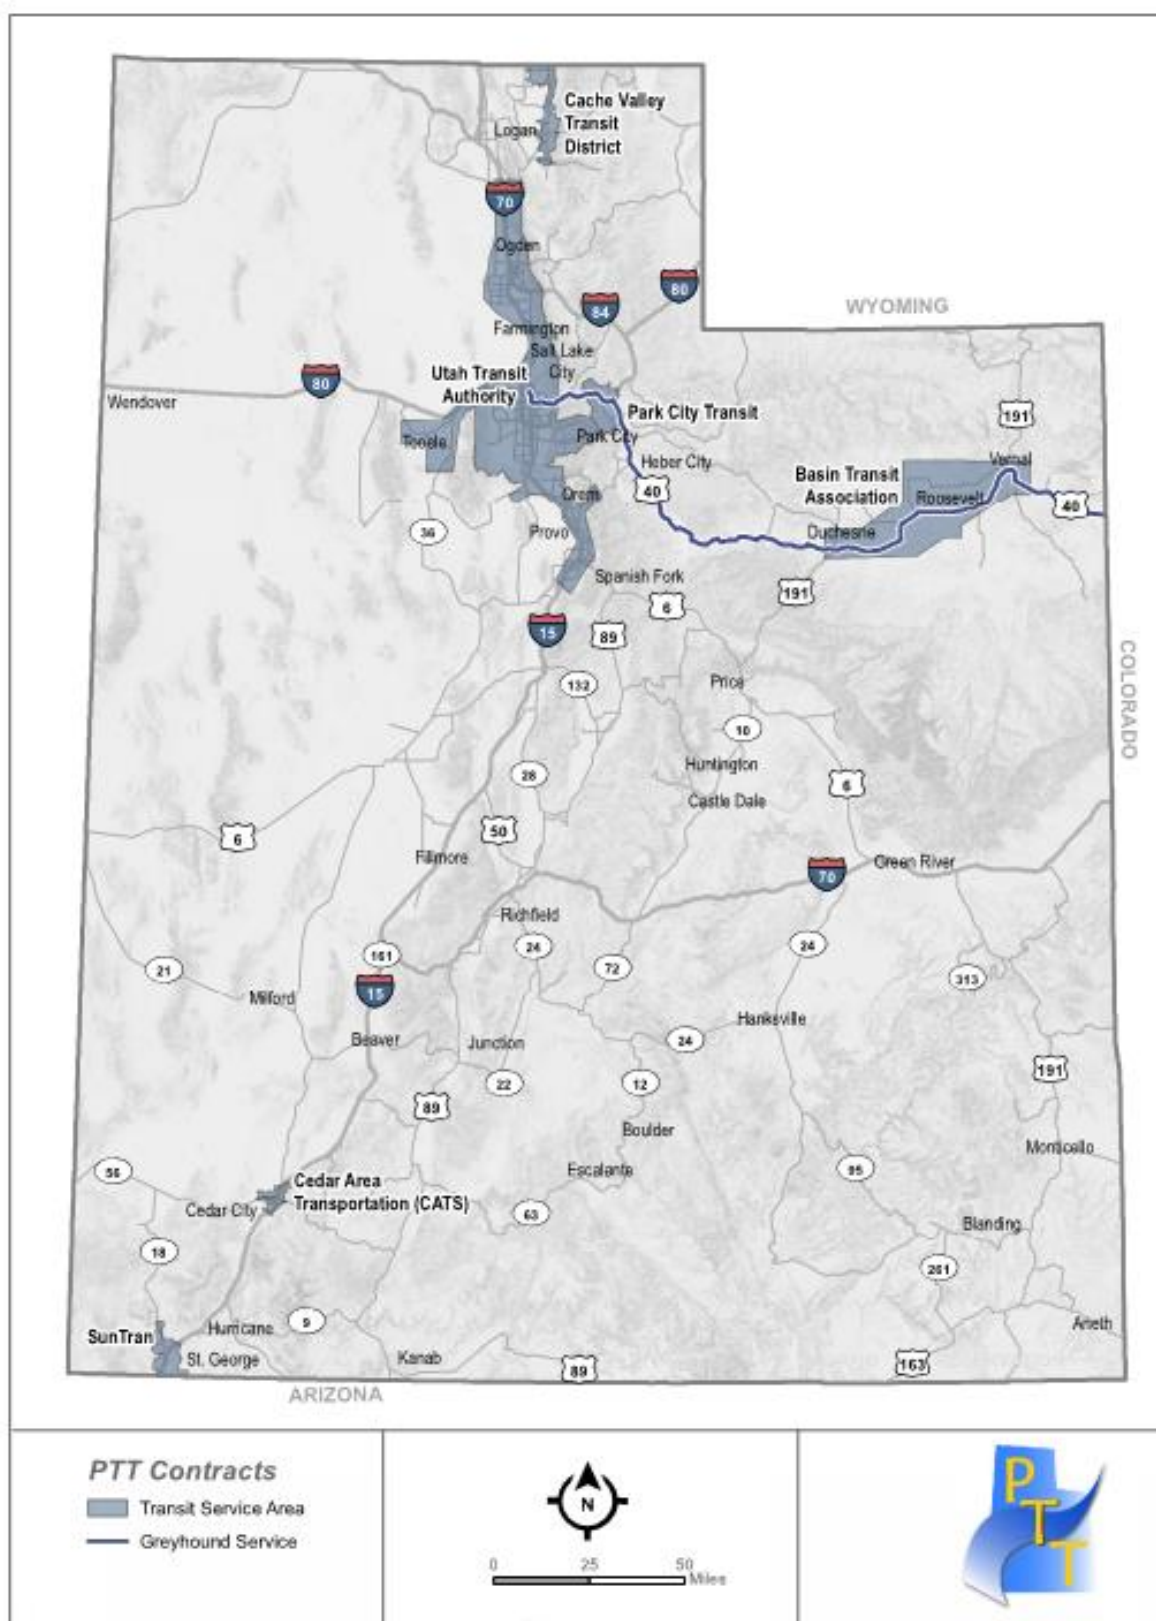 Cache Valley
Transit
District
Logan
70
Ogden
80
84
WYOMING
Farmington
Salt Lake
City
80
Utah Transit
Authority
Wendover
Park City Transit
191
Tooele
Park City
Heber City
Vernal
Basin Transit
Association
40
Orem
Roosevelt
40
36
Provo
Duchesne
Spanish Fork
191
6
15
89
COLORADO
132
Price
10
Huntington
28
6
Castle Dale
50
6
Fillmore
Green River
70
Richfield
24
24
161
72
21
313
15
Milford
Hanksville
Beaver
Junction
24
191
22
12
89
Boulder
Monticello
56
Escalante
95
Cedar Area
Transportation (CATS)
Cedar City
63
Blanding
18
261
SunTran
Hurricane
9
Aneth
St. George
Kanab
89
163
ARIZONA
PTT Contracts
Transit Service Area
Greyhound Service
N
0 25 50
Miles
P
T
T